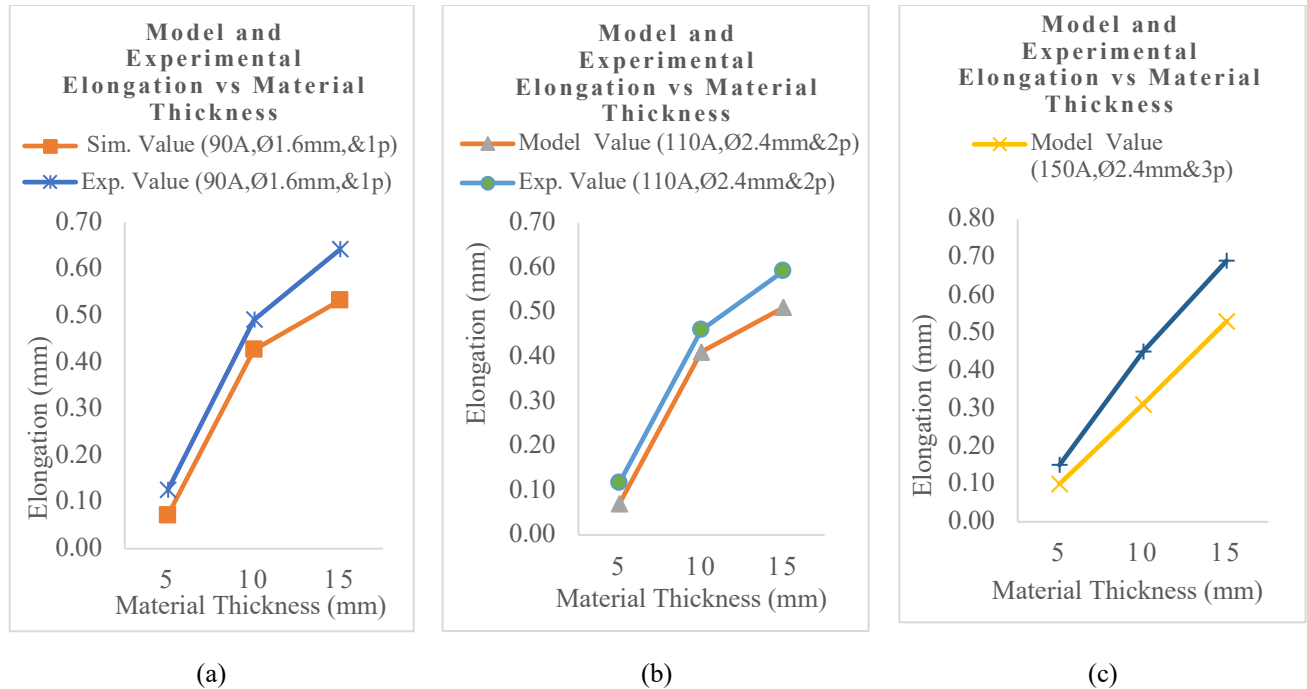 Model and
Experimental
Elongation vs Material
Thickness
Sim. Value (90A,Ø1.6mm,&1p)
Exp. Value (90A,Ø1.6mm,&1p)
0.70
0.60
0.50
0.40
0.30
0.20
0.10
0.00
Elongation (mm)
5 10 15
Material Thickness (mm)
(a)
Model and
Experimental
Elongation vs Material
Thickness
Model Value (110A,Ø2.4mm&2p)
Exp. Value (110A,Ø2.4mm&2p)
0.70
0.60
0.50
0.40
0.30
0.20
0.10
0.00
Elongation (mm)
5 10 15
Material Thickness (mm)
(b)
Model and
Experimental
Elongation vs Material
Thickness
Model Value
(150A,Ø2.4mm&3p)
0.80
0.70
0.60
0.50
0.40
0.30
0.20
0.10
0.00
Elongation (mm)
5 10 15
Material Thickness (mm)
(c)